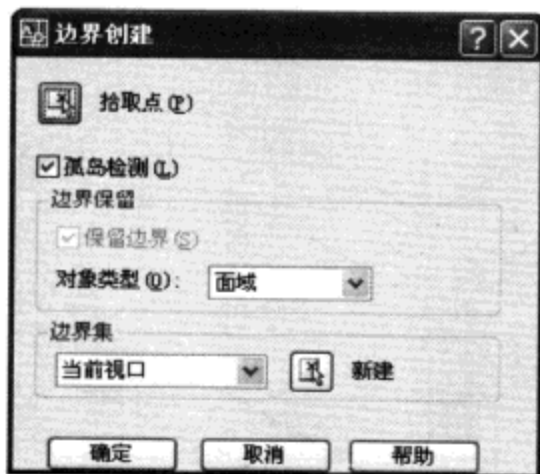 边界创建
拾取点(P)
孤岛检测(L)
边界保留
保留边界(S)
对象类型(O): 面域
边界集
当前视口 新建
确定 取消 帮助